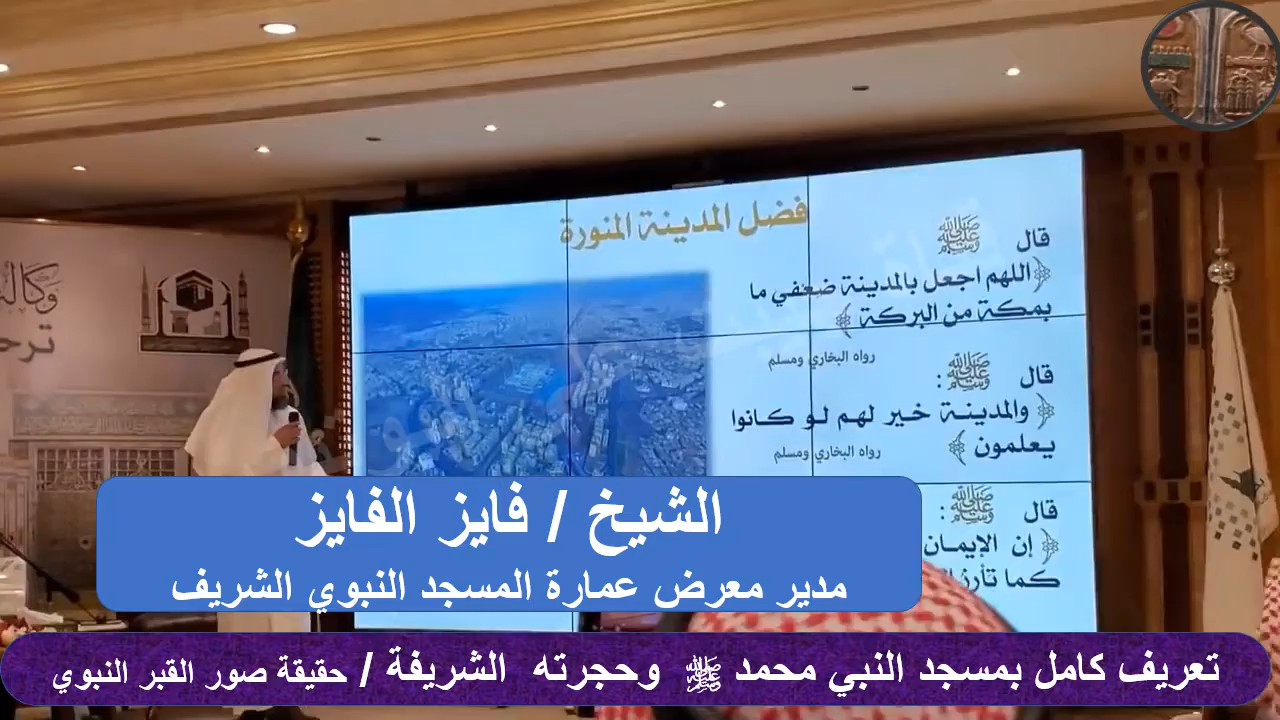 فضل المدينة المنورة
قال ﷺ
﴿اللهم اجعل بالمدينة ضعفي ما
بمكة من البركة﴾
رواه البخاري ومسلم
قال ﷺ :
﴿والمدينة خير لهم لو كانوا
يعلمون﴾
رواه البخاري ومسلم
قال ﷺ :
﴿إن الإيمان
كما تأرز
وكالة
الشيخ / فايز الفايز
مدير معرض عمارة المسجد النبوي الشريف
تعريف كامل بمسجد النبي محمد ﷺ وحجرته الشريفة / حقيقة صور القبر النبوي